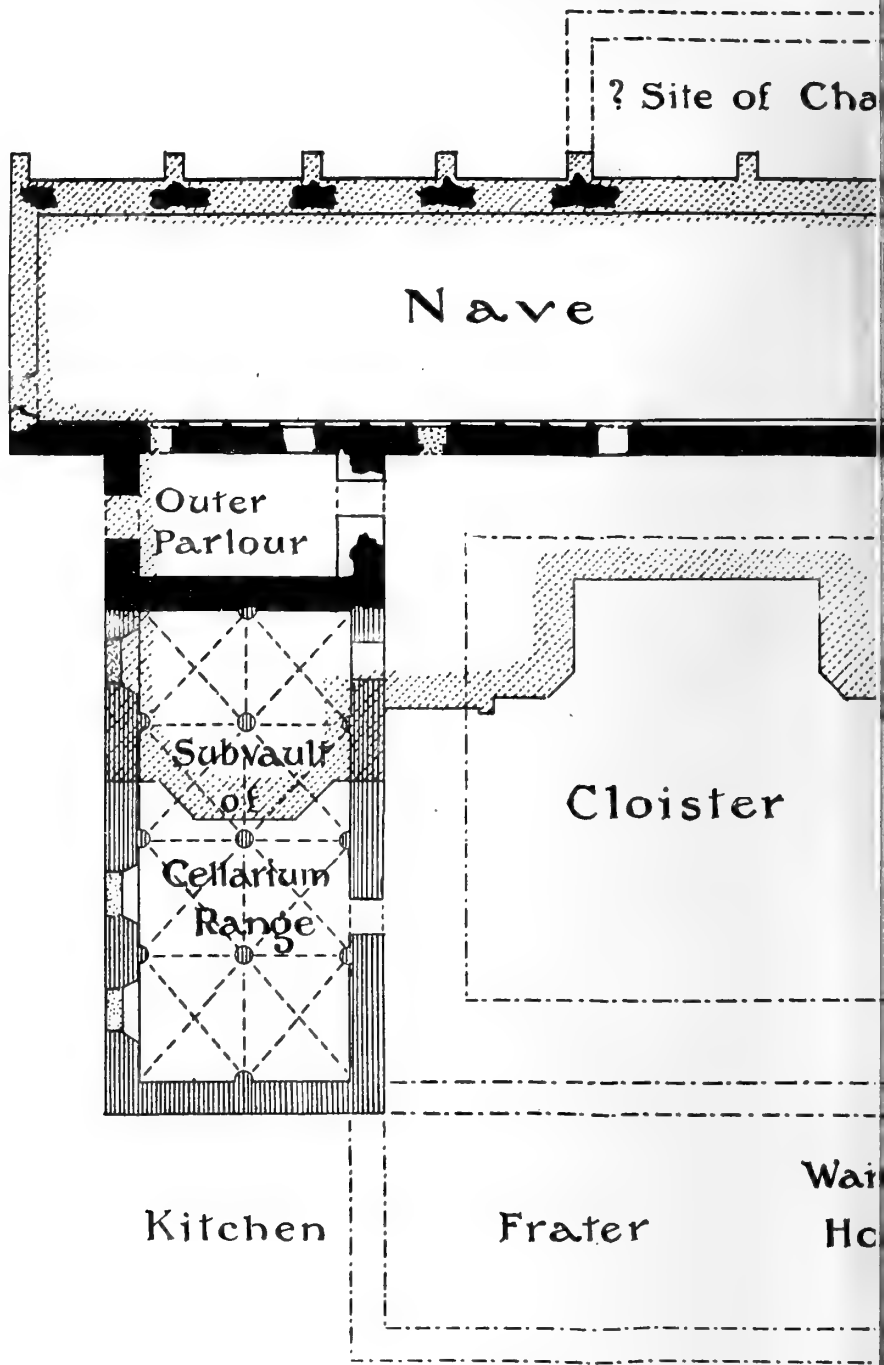 ? Site of Cha
Nave
Outer
Parlour
Subvault
of
Cellarium
Range
Cloister
Kitchen
Frater
Wai
Ho